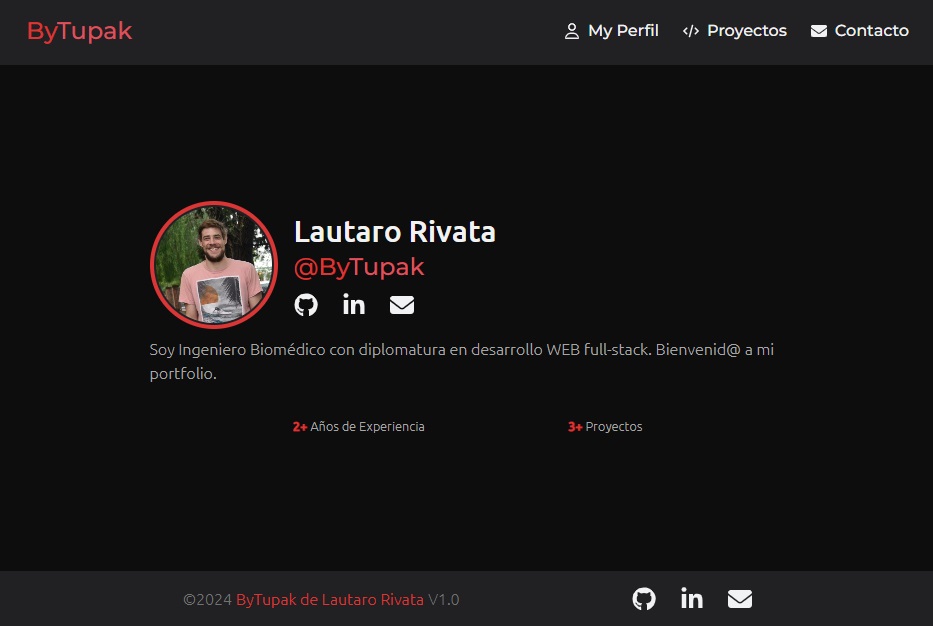 ByTupak
My Perfil
Proyectos
Contacto
Lautaro Rivata
@ByTupak
Soy Ingeniero Biomédico con diplomatura en desarrollo WEB full-stack. Bienvenid@ a mi
portfolio.
2+ Años de Experiencia
3+ Proyectos
©2024 ByTupak de Lautaro Rivata V1.0